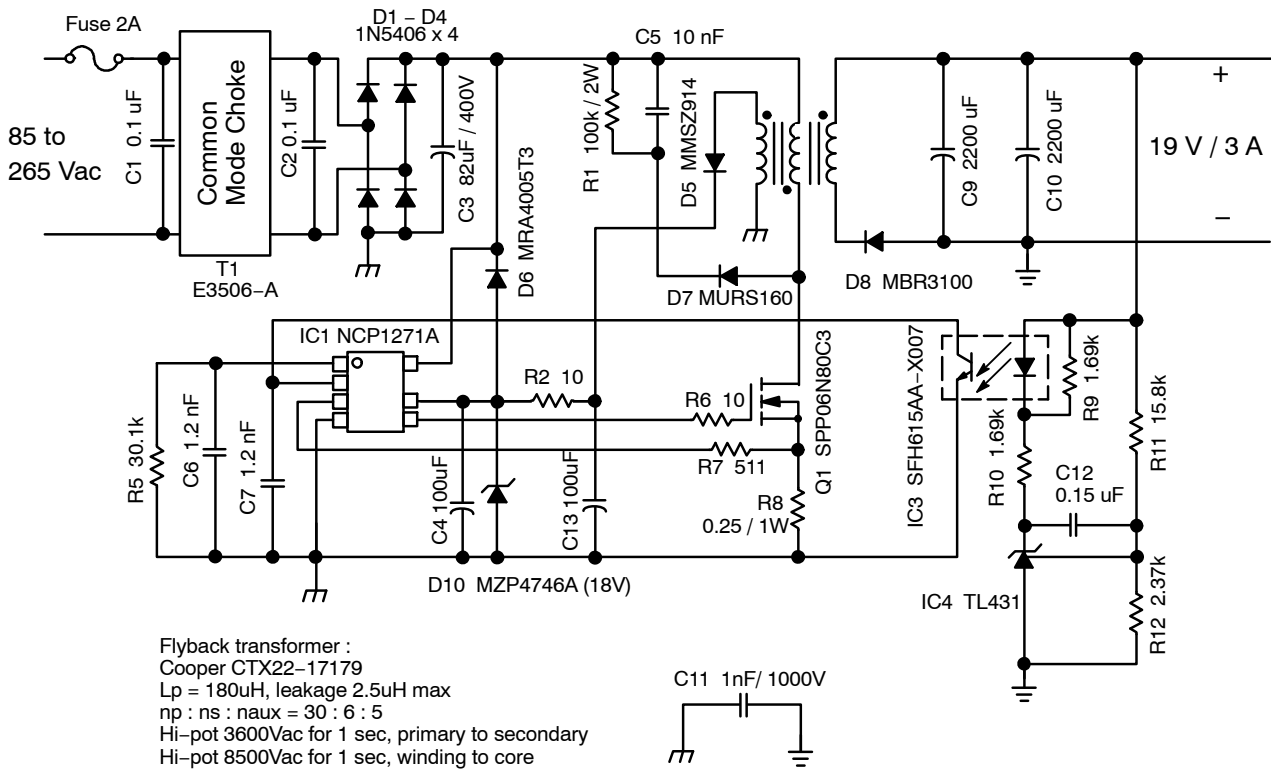 Fuse 2A
D1 − D4
1N5406 x 4
C5 10 nF
85 to
265 Vac
C1 0.1 uF
Common
Mode Choke
C2 0.1 uF
C3 82uF / 400V
R1 100k / 2W
D5 MMSZ914
C9 2200 uF
C10 2200 uF
+
19 V / 3 A
−
T1
E3506−A
D6 MRA4005T3
D7 MURS160
D8 MBR3100
IC1 NCP1271A
R2 10
R6 10
R7 511
R8
0.25 / 1W
Q1 SPP06N80C3
IC3 SFH615AA−X007
R9 1.69k
R10 1.69k
R11 15.8k
C12
0.15 uF
R5 30.1k
C6 1.2 nF
C7 1.2 nF
C4 100uF
C13 100uF
D10 MZP4746A (18V)
IC4 TL431
R12 2.37k
Flyback transformer :
Cooper CTX22−17179
Lp = 180uH, leakage 2.5uH max
np : ns : naux = 30 : 6 : 5
Hi−pot 3600Vac for 1 sec, primary to secondary
Hi−pot 8500Vac for 1 sec, winding to core
C11 1nF/ 1000V